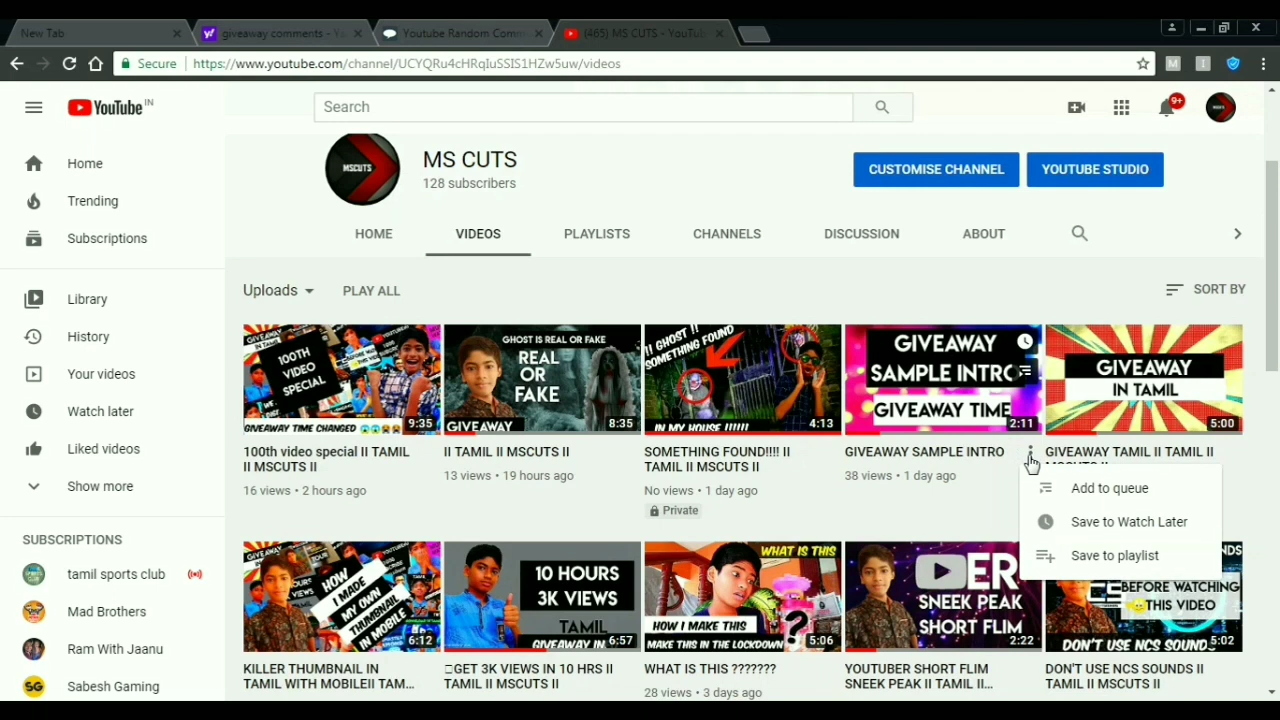 New Tab
giveaway comments - Y
Youtube Random Comm
(465) MS CUTS - YouTu
Secure
https://www.youtube.com/channel/UCYQRu4cHRqIuSSIS1HZw5uw/videos
YouTube IN
Search
9+
MSCUTS
MS CUTS
128 subscribers
CUSTOMISE CHANNEL
YOUTUBE STUDIO
HOME
VIDEOS
PLAYLISTS
CHANNELS
DISCUSSION
ABOUT
Home
Trending
Subscriptions
Library
History
Your videos
Watch later
Liked videos
Show more
SUBSCRIPTIONS
tamil sports club
Mad Brothers
Ram With Jaanu
SG
Sabesh Gaming
Uploads
PLAY ALL
SORT BY
100TH
VIDEO
SPECIAL
GIVEAWAY TIME CHANGED
9:35
100th video special II TAMIL
II MSCUTS II
16 views • 2 hours ago
GHOST IS REAL OR FAKE
REAL
OR
FAKE
GIVEAWAY
8:35
II TAMIL II MSCUTS II
13 views • 19 hours ago
!! GHOST !!
SOMETHING FOUND
IN MY HOUSE !!!!!
4:13
SOMETHING FOUND!!!! II
TAMIL II MSCUTS II
No views • 1 day ago
Private
GIVEAWAY
SAMPLE INTRO
GIVEAWAY TIME
2:11
GIVEAWAY SAMPLE INTRO
38 views • 1 day ago
GIVEAWAY
IN TAMIL
5:00
GIVEAWAY TAMIL II TAMIL II
MSCUTS II
Add to queue
Save to Watch Later
Save to playlist
HOW
I MADE
MY OWN
THUMBNAIL
IN MOBILE
6:12
KILLER THUMBNAIL IN
TAMIL WITH MOBILEII TAM...
10 HOURS
3K VIEWS
TAMIL
GIVEAWAY IN
6:57
GET 3K VIEWS IN 10 HRS II
TAMIL II MSCUTS II
WHAT IS THIS
HOW I MAKE THIS
MAKE THIS IN THE LOCKDOWN
5:06
WHAT IS THIS ???????
28 views • 3 days ago
ER
SNEEK PEAK
SHORT FLIM
2:22
YOUTUBER SHORT FLIM
SNEEK PEAK II TAMIL II...
BEFORE WATCHING
THIS VIDEO
DON'T USE NCS SOUND
5:02
DON'T USE NCS SOUNDS II
TAMIL II MSCUTS II